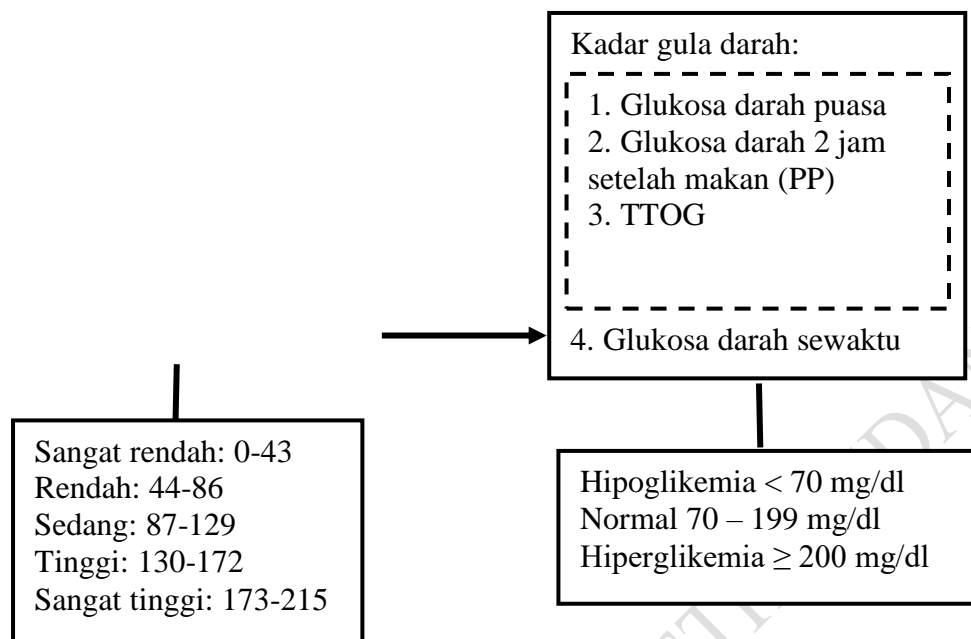 Kadar gula darah:
1. Glukosa darah puasa
2. Glukosa darah 2 jam
setelah makan (PP)
3. TTOG
4. Glukosa darah sewaktu
Sangat rendah: 0-43
Rendah: 44-86
Sedang: 87-129
Tinggi: 130-172
Sangat tinggi: 173-215
Hipoglikemia < 70 mg/dl
Normal 70 – 199 mg/dl
Hiperglikemia ≥ 200 mg/dl